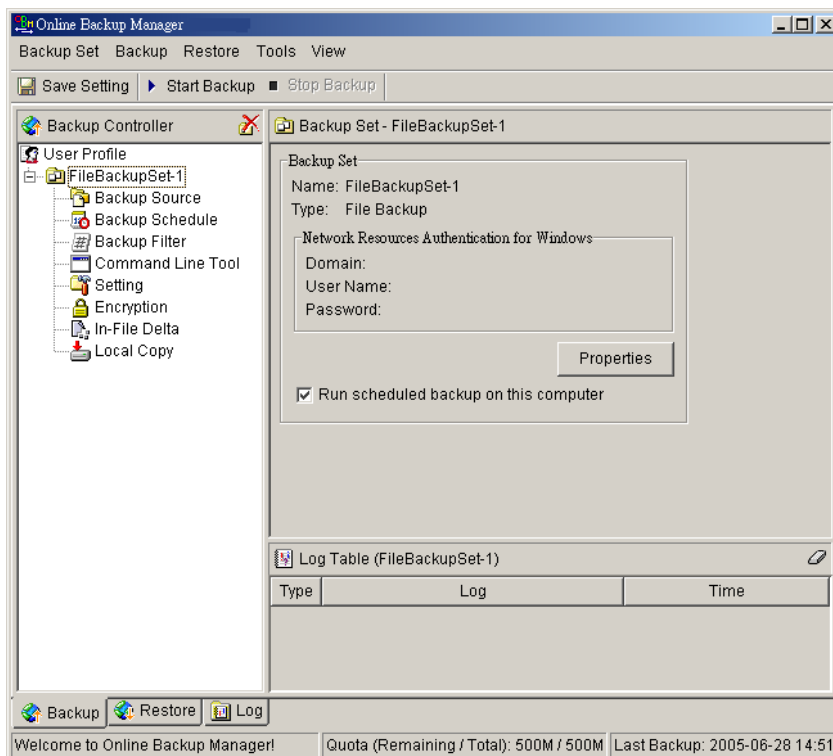 Online Backup Manager
Backup Set Backup Restore Tools View
Save Setting Start Backup Stop Backup
Backup Controller
User Profile
FileBackupSet-1
Backup Source
Backup Schedule
Backup Filter
Command Line Tool
Setting
Encryption
In-File Delta
Local Copy
Backup Set - FileBackupSet-1
Backup Set
Name: FileBackupSet-1
Type: File Backup
Network Resources Authentication for Windows
Domain:
User Name:
Password:
Properties
Run scheduled backup on this computer
Log Table (FileBackupSet-1)
Type Log Time
Backup Restore Log
Welcome to Online Backup Manager! Quota (Remaining / Total): 500M / 500M Last Backup: 2005-06-28 14:51